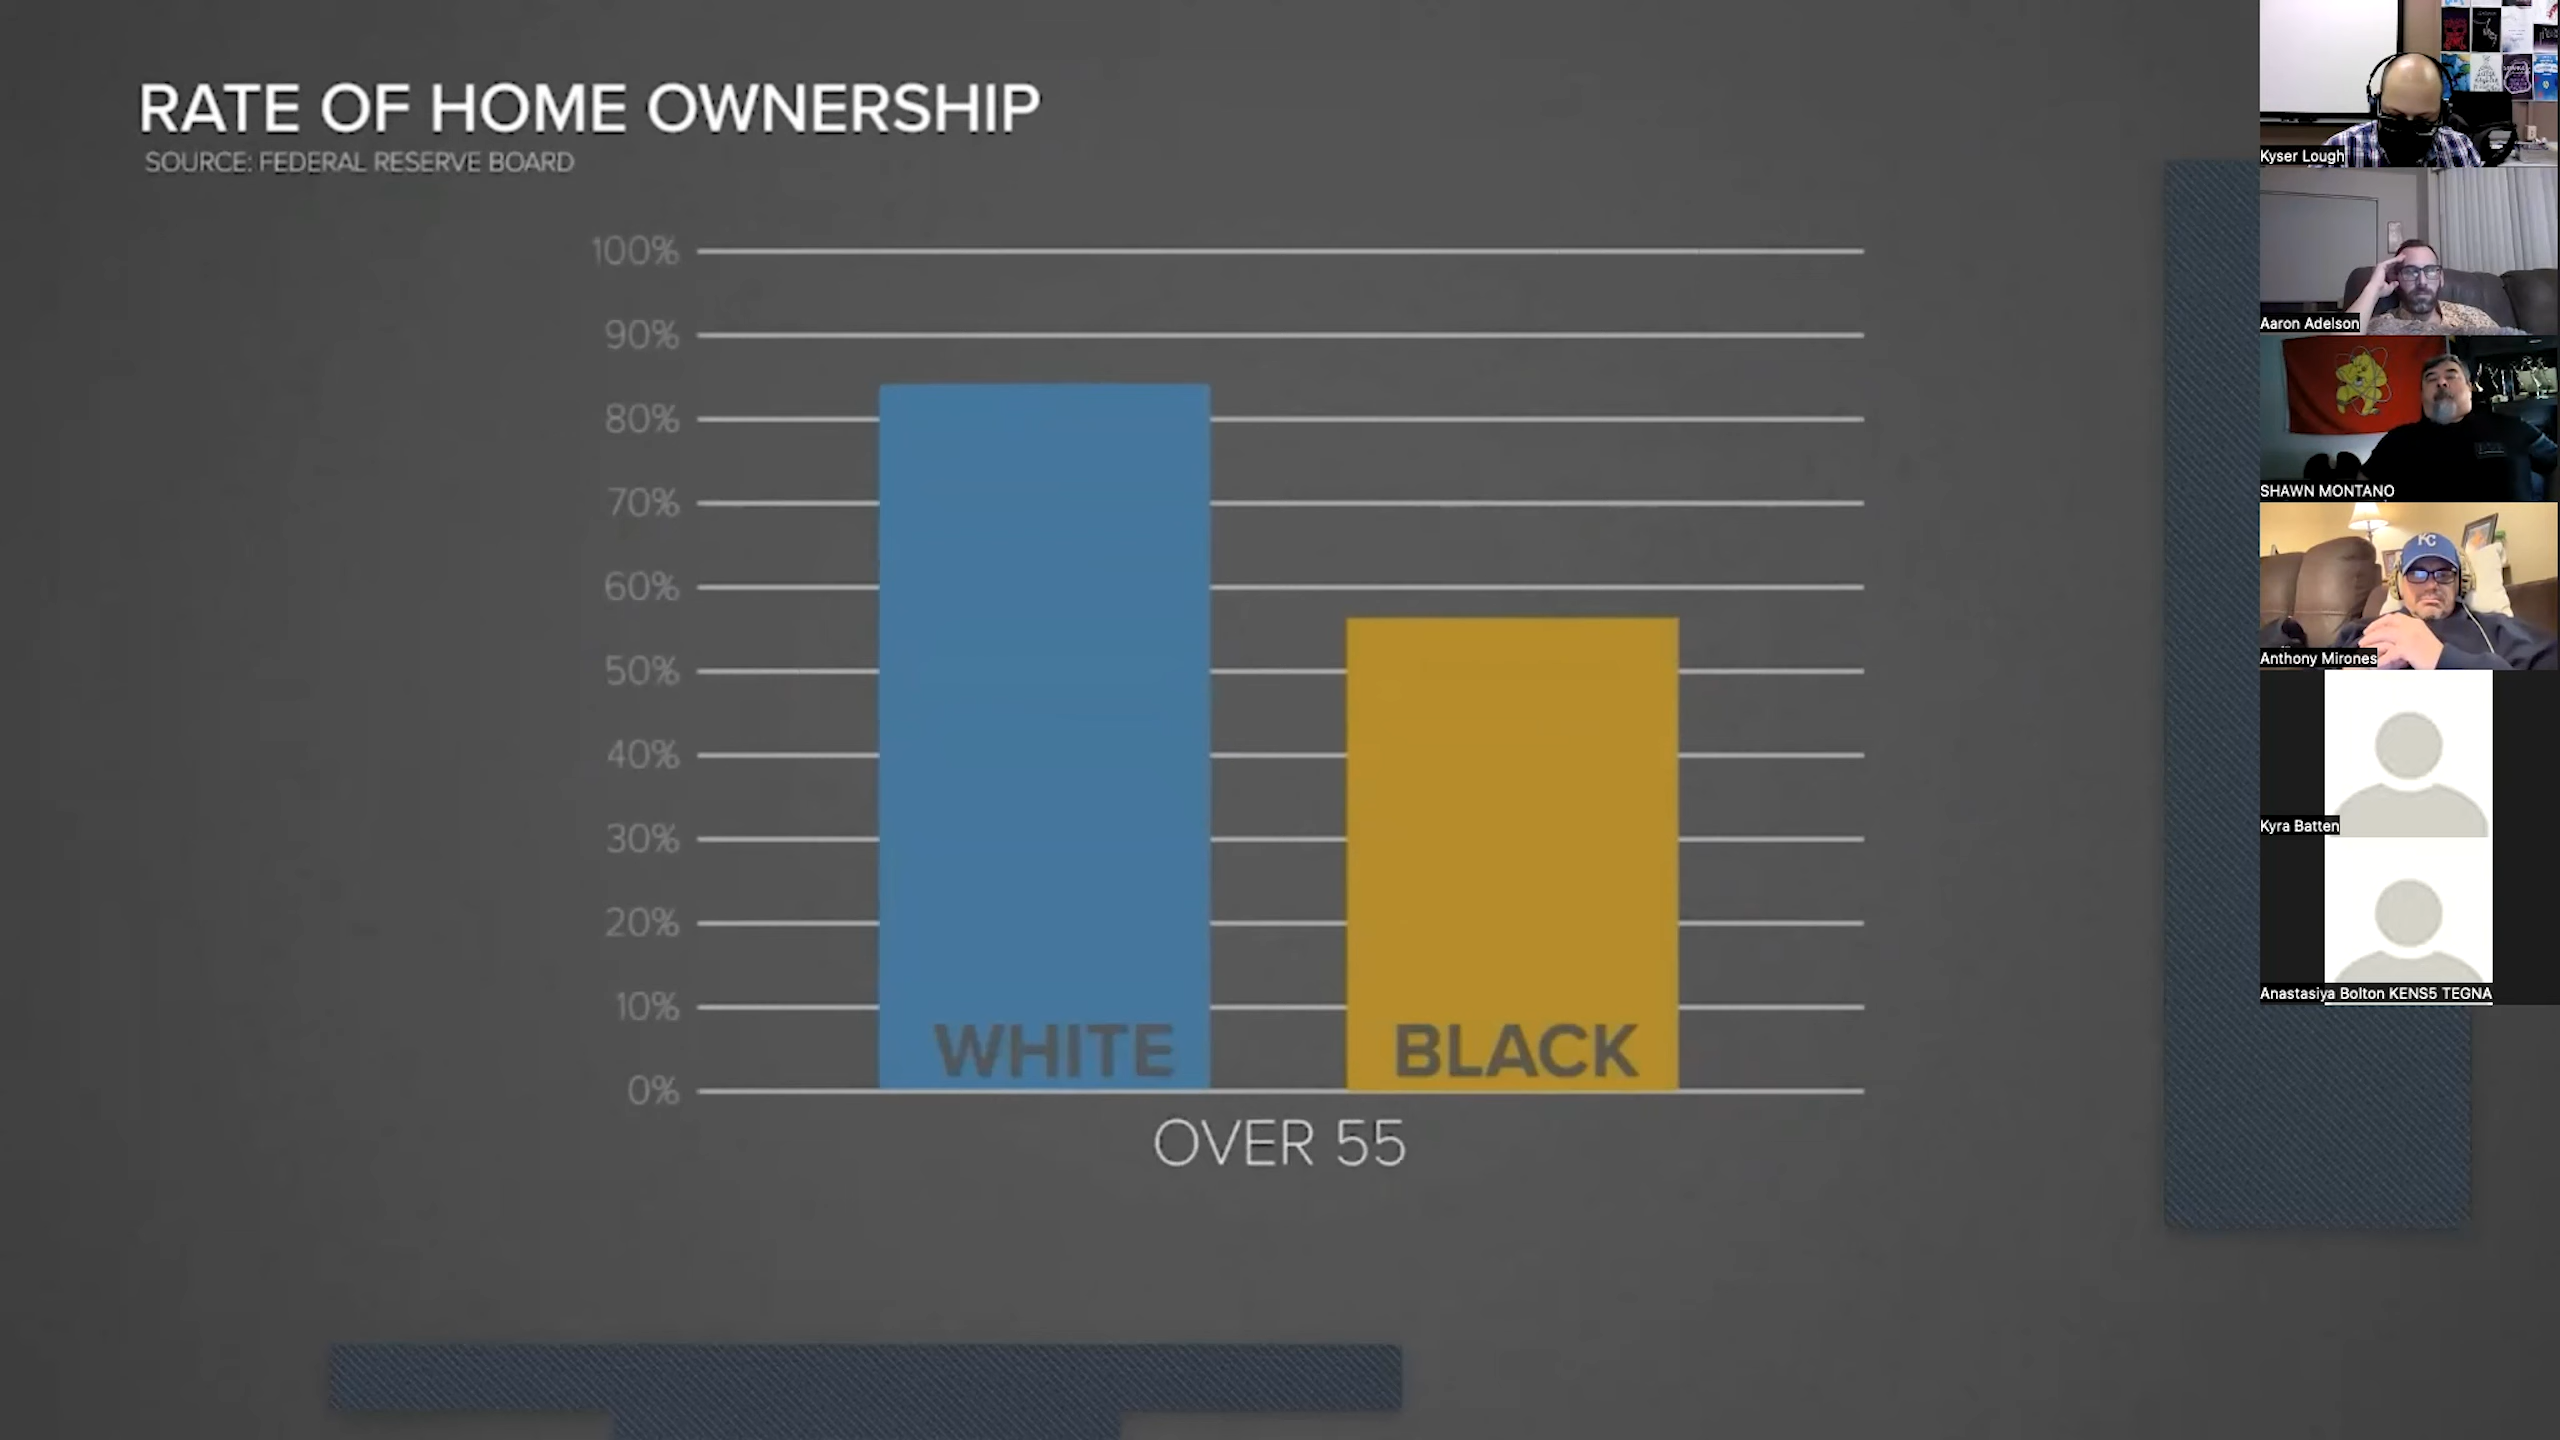 RATE OF HOME OWNERSHIP
SOURCE: FEDERAL RESERVE BOARD
100%
90%
80%
70%
60%
50%
40%
30%
20%
10%
0%
WHITE
BLACK
OVER 55
Kyser Lough
Aaron Adelson
SHAWN MONTANO
KC
Anthony Mirones
Kyra Batten
Anastasiya Bolton KENS5 TEGNA